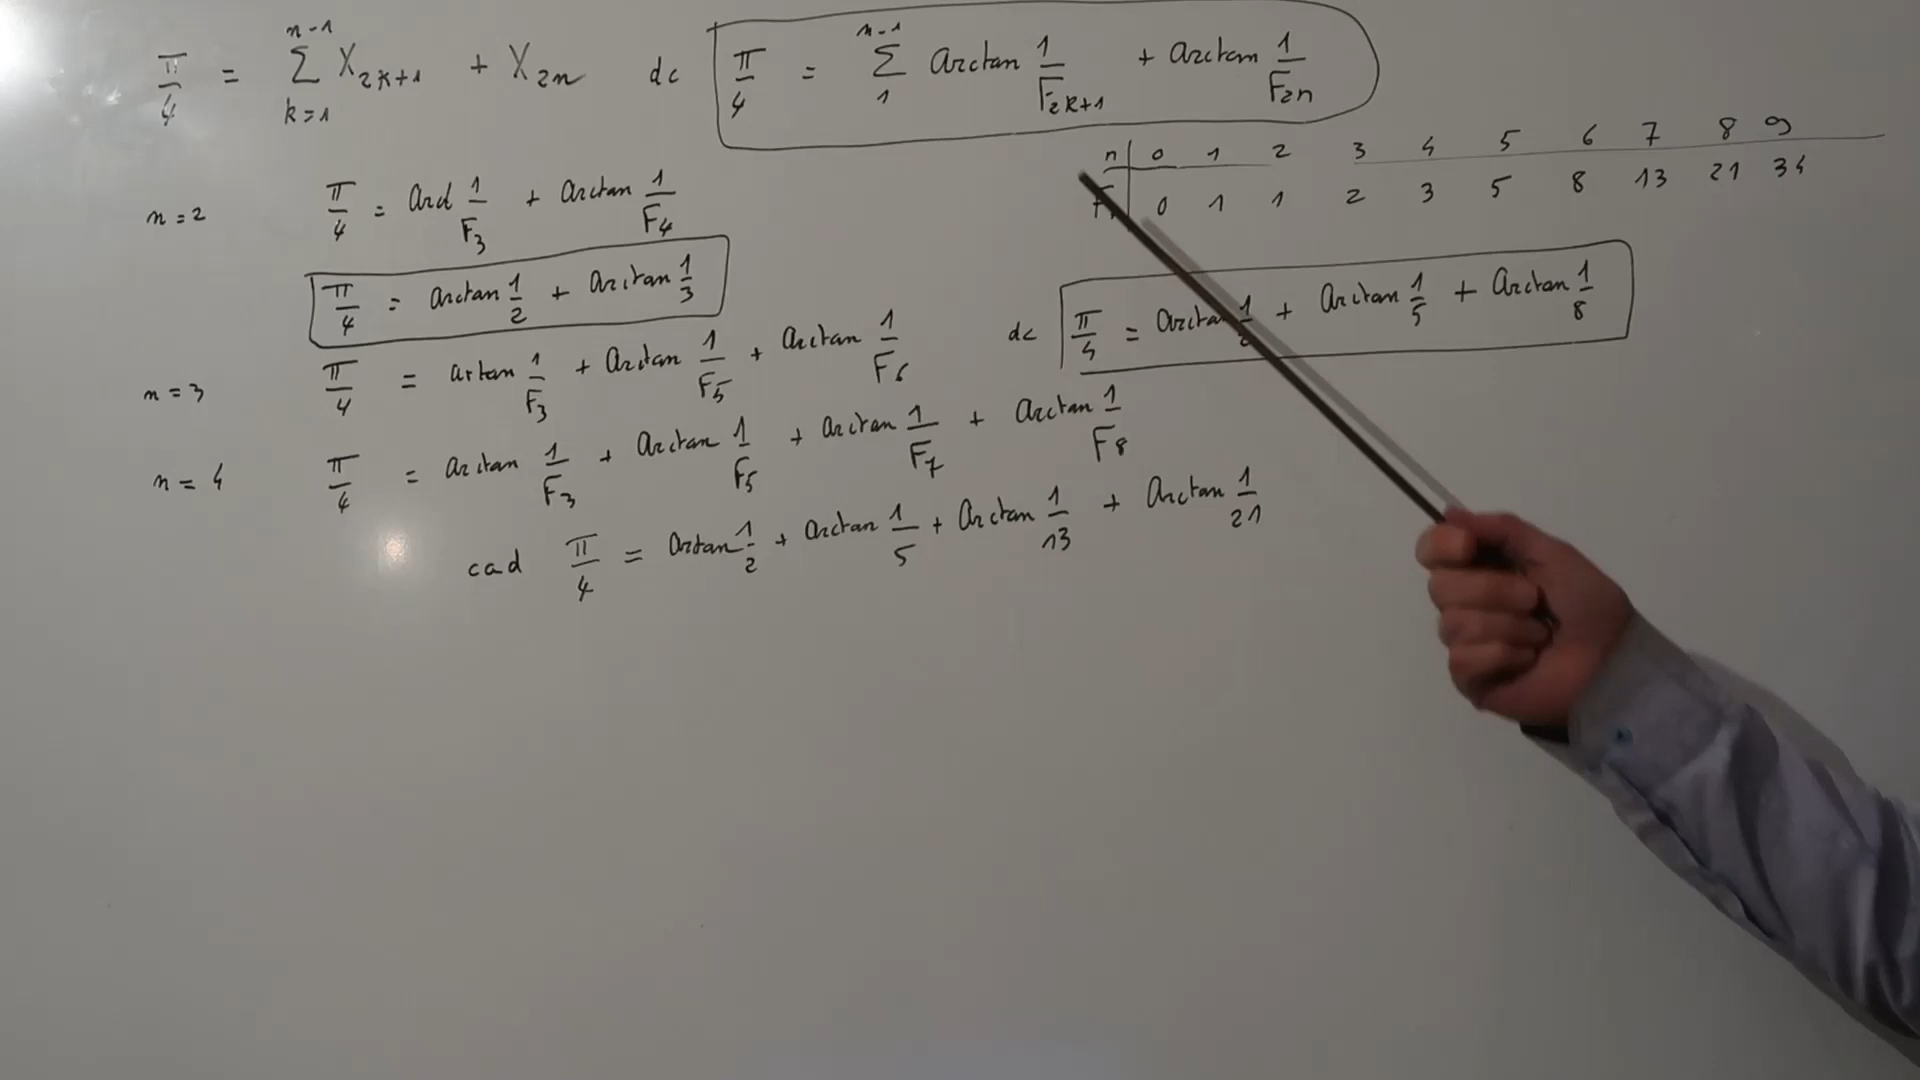 π/4 = ∑_{k=1}^{n-1} X_{2k+1} + X_{2n} dc π/4 = ∑_{1}^{n-1} Arctan 1/F_{2k+1} + Arctan 1/F_{2n}
n 0 1 2 3 4 5 6 7 8 9
0 1 1 2 3 5 8 13 21 34
n=2 π/4 = Arct 1/F_3 + Arctan 1/F_4
π/4 = Arctan 1/2 + Arctan 1/3
n=3 π/4 = Artan 1/F_3 + Arctan 1/F_5 + Arctan 1/F_6 dc π/4 = Arctan 1/2 + Arctan 1/5 + Arctan 1/8
n=4 π/4 = Arctan 1/F_3 + Arctan 1/F_5 + Arctan 1/F_7 + Arctan 1/F_8
cad π/4 = Arctan 1/2 + Arctan 1/5 + Arctan 1/13 + Arctan 1/21